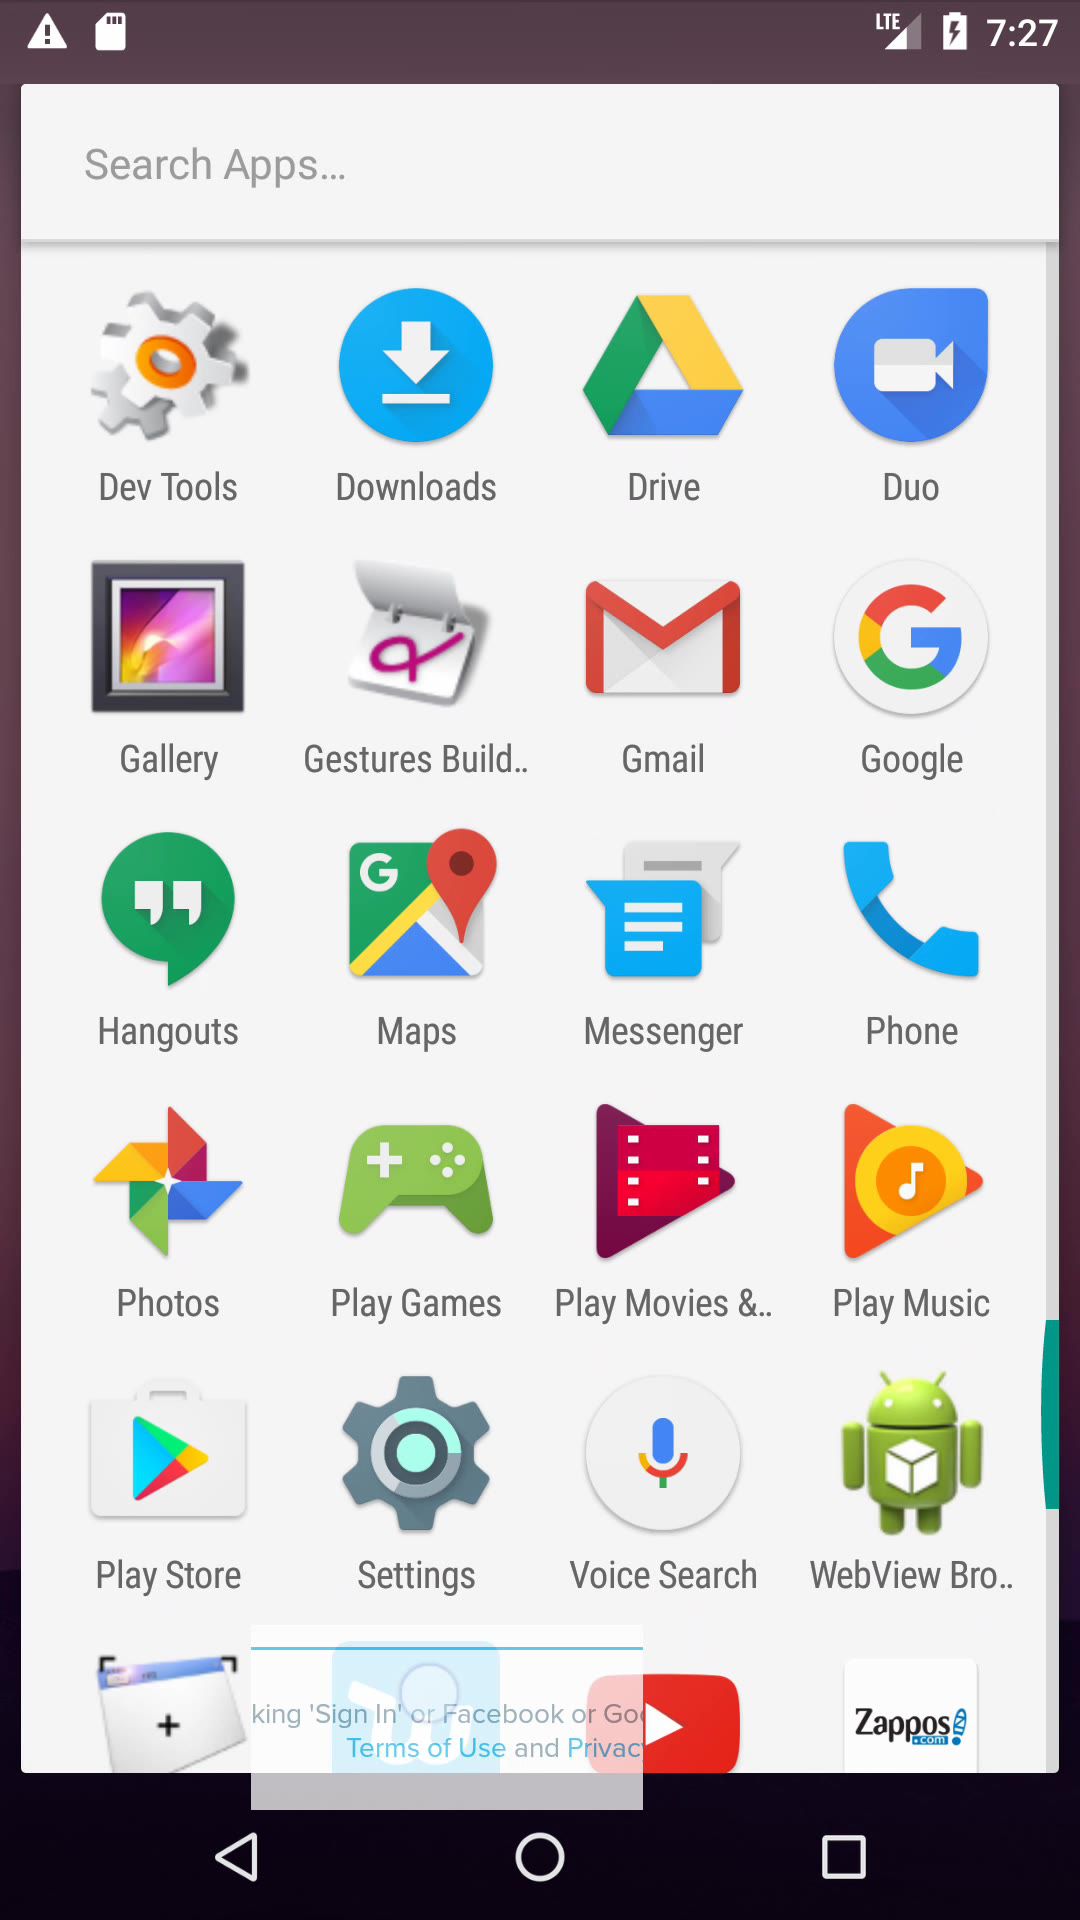 LTE 7:27
Search Apps...
Dev Tools Downloads Drive Duo
Gallery Gestures Build.. Gmail Google
G
Hangouts Maps Messenger Phone
Photos Play Games Play Movies &.. Play Music
Play Store Settings Voice Search WebView Bro..
king 'Sign In' or Facebook or Goo
Terms of Use and Privacy
Zappos
.com